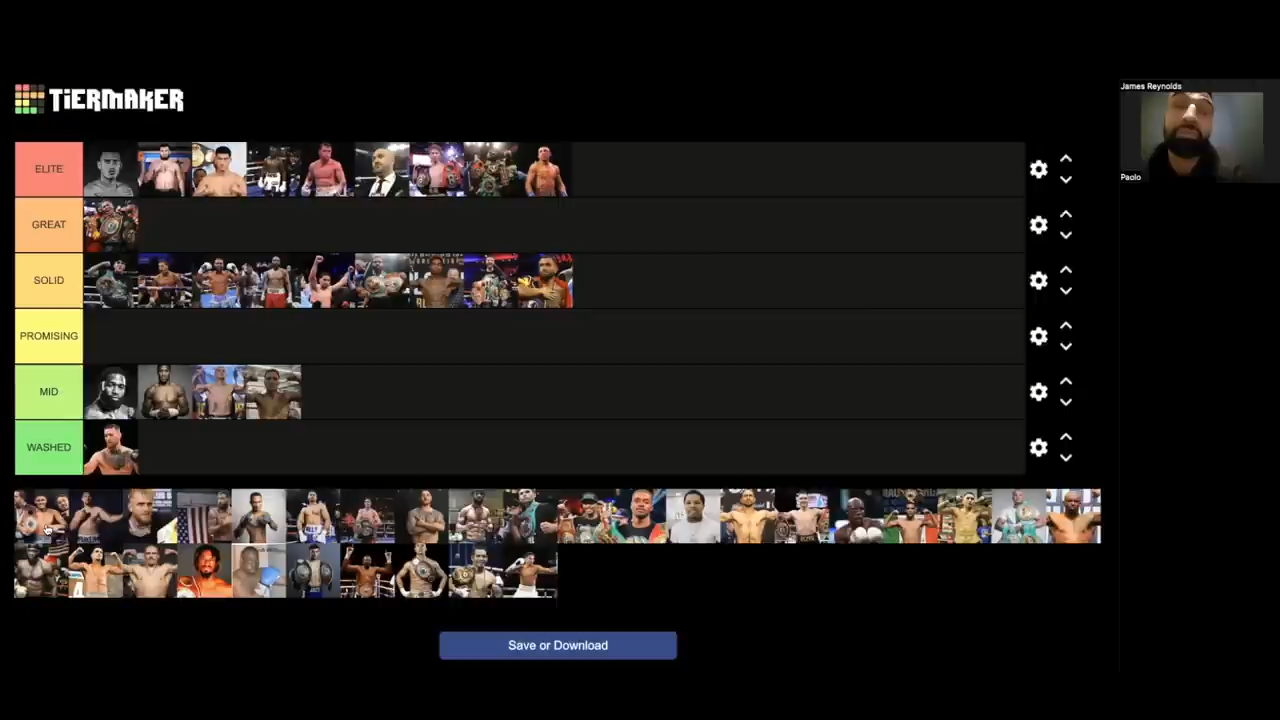 TiERMAKER
James Reynolds
ELITE
Paolo
GREAT
SOLID
PROMISING
MID
WASHED
Save or Download